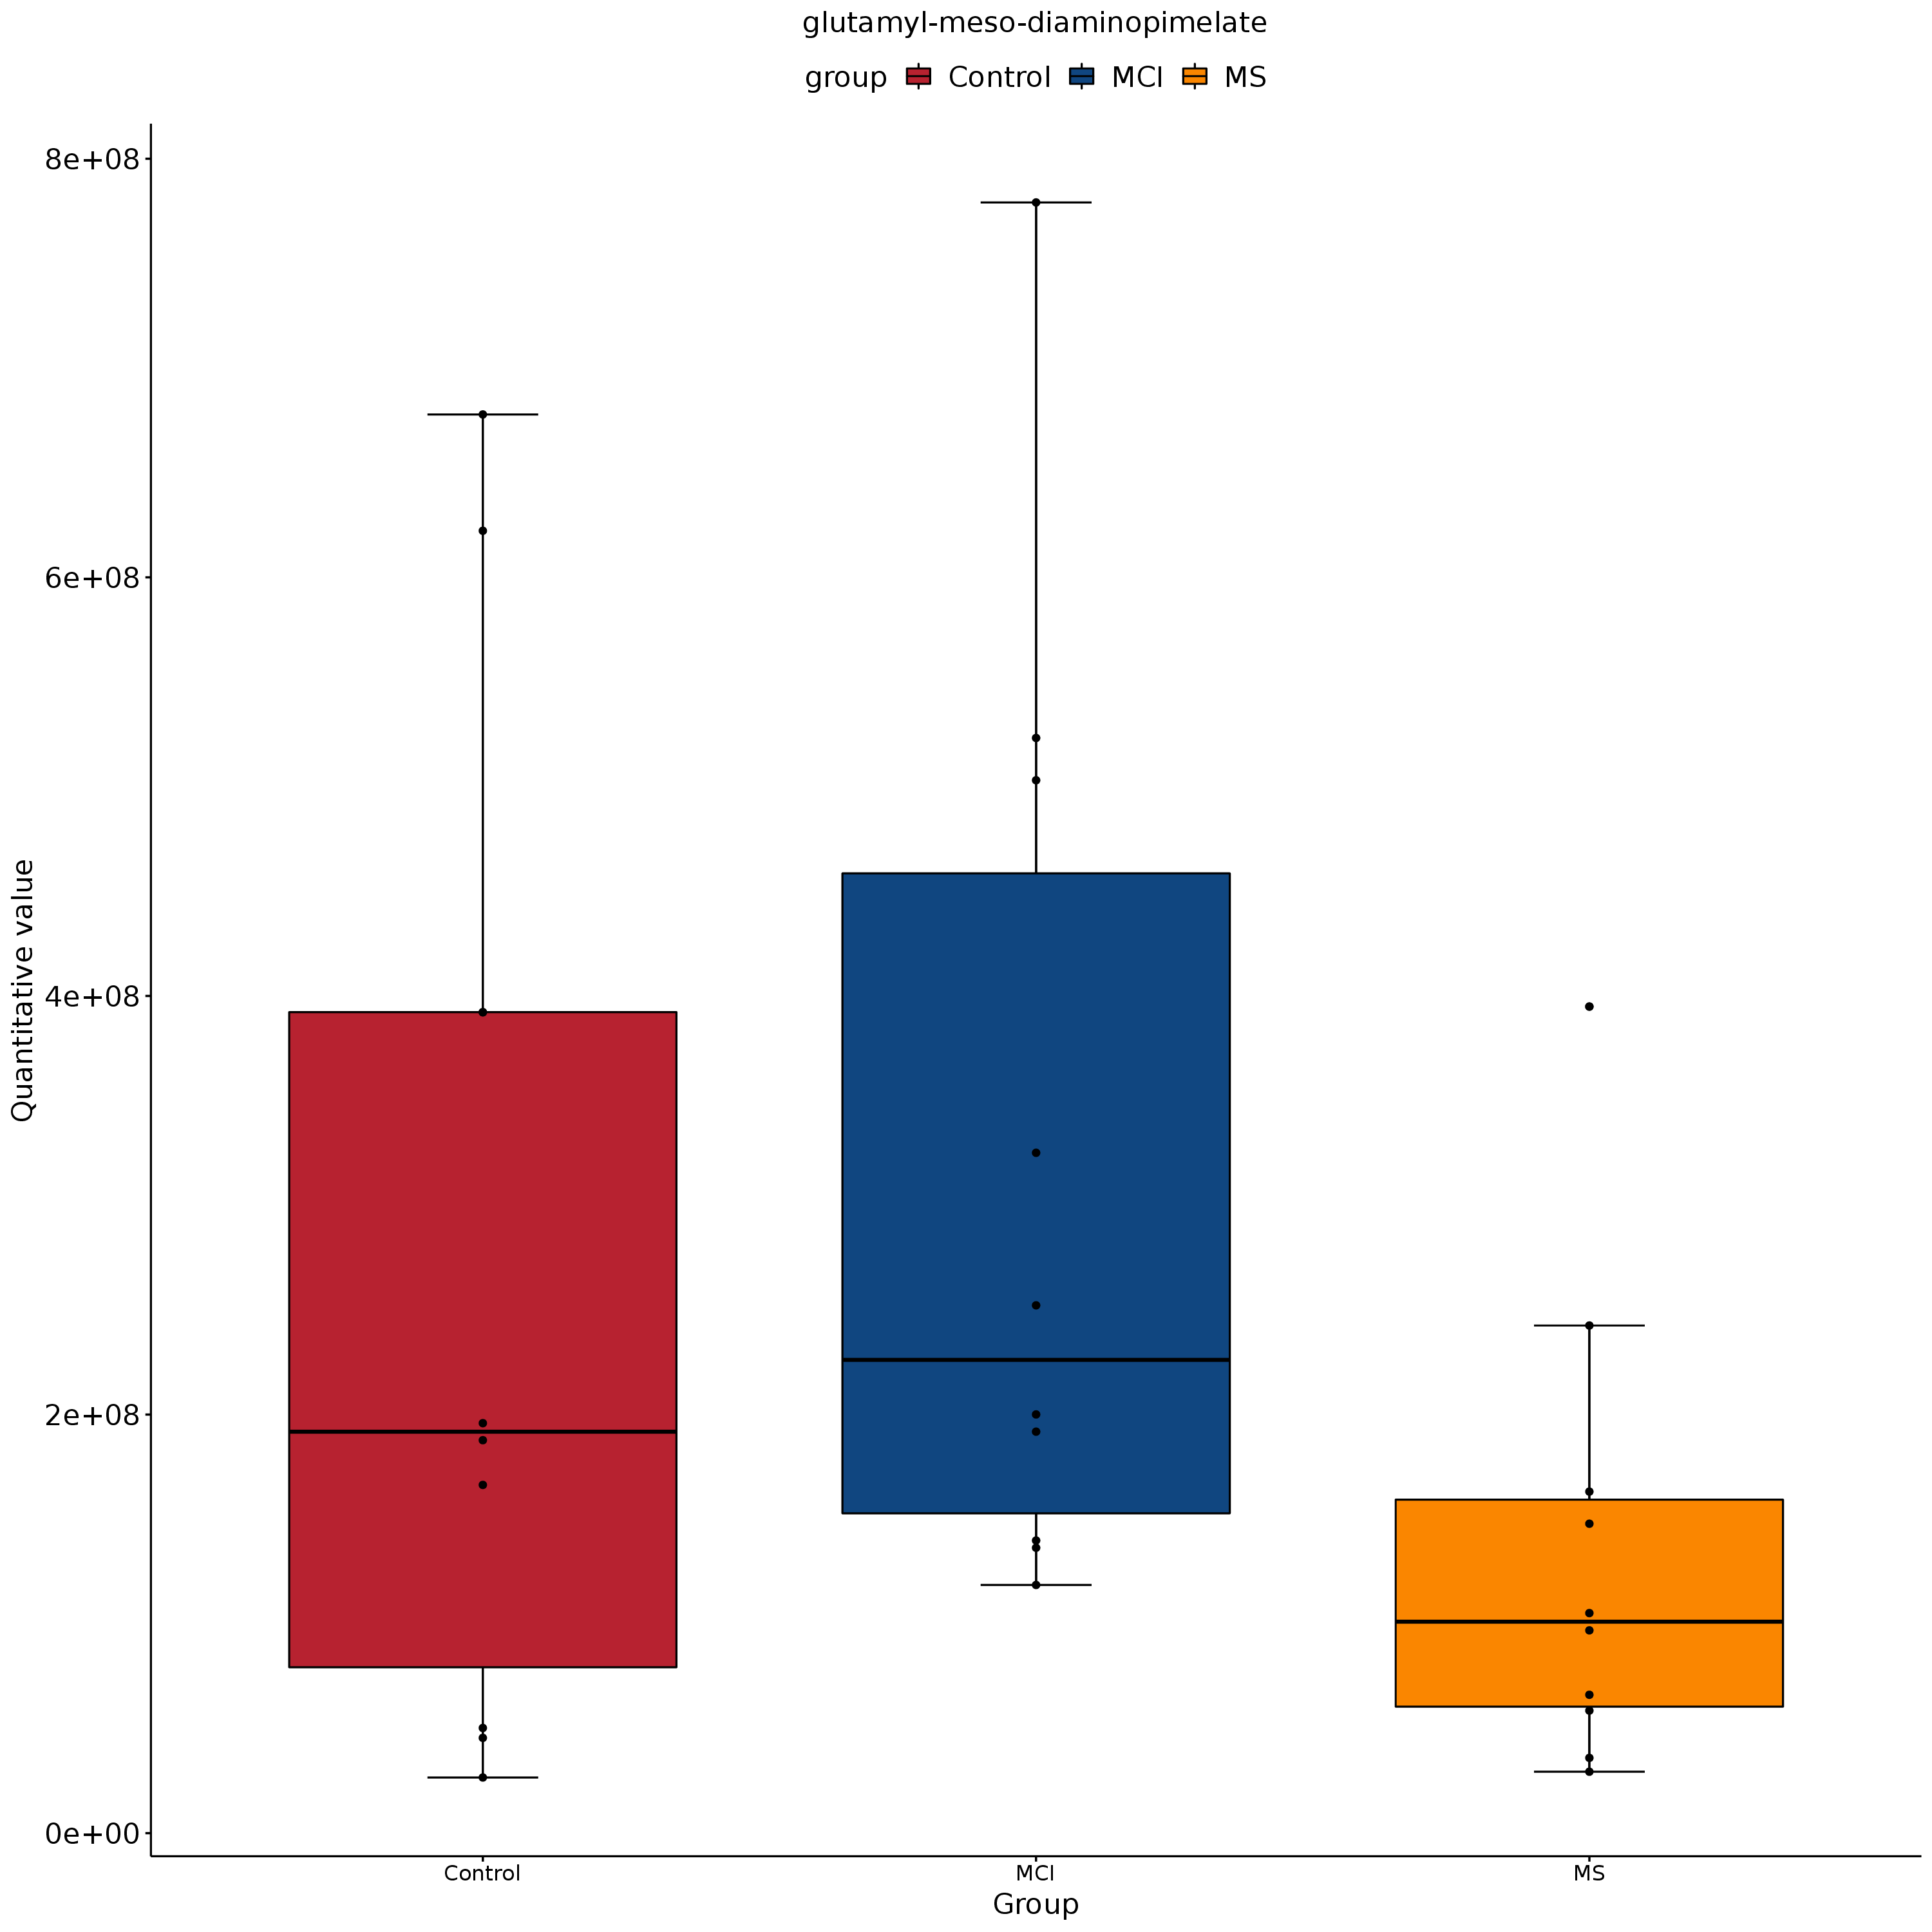 glutamyl-meso-diaminopimelate
group Control MCI MS
8e+08
6e+08
4e+08
2e+08
0e+00
Quantitative value
Control MCI MS
Group